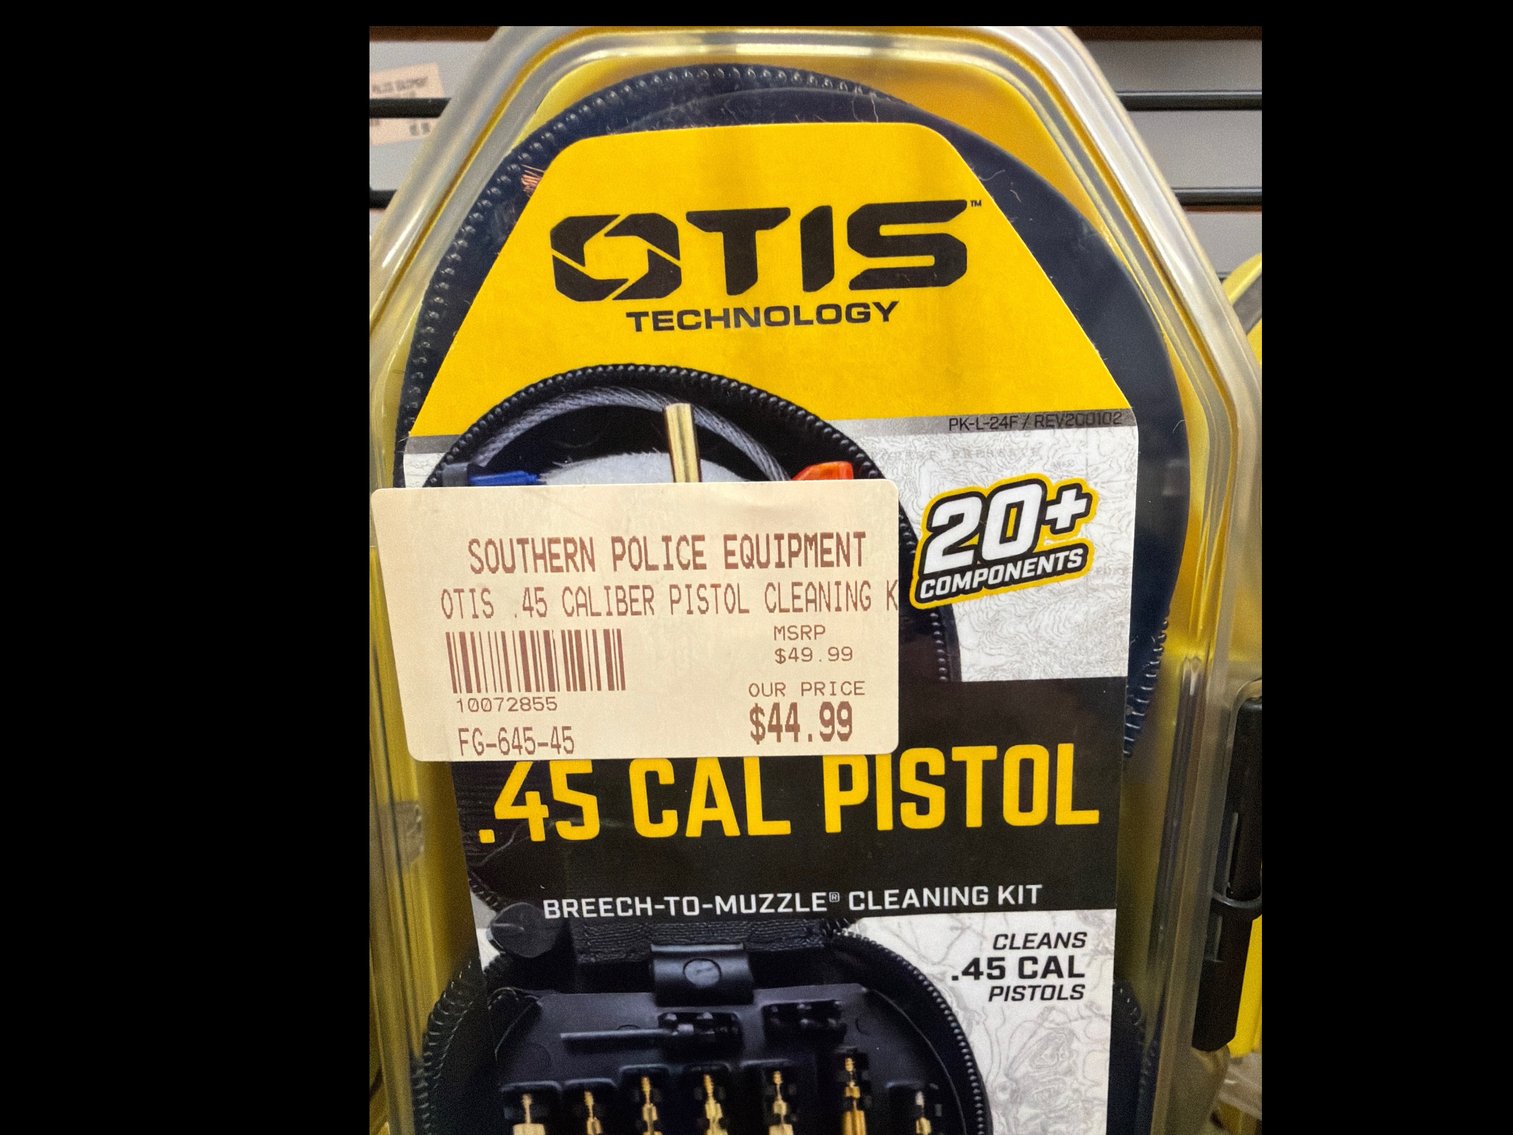 OTIS™
TECHNOLOGY
PK-L-24F / REV200102
20+
COMPONENTS
SOUTHERN POLICE EQUIPMENT
OTIS .45 CALIBER PISTOL CLEANING K
MSRP
$49.99
10072855
OUR PRICE
FG-645-45
$44.99
.45 CAL PISTOL
BREECH-TO-MUZZLE® CLEANING KIT
CLEANS
.45 CAL
PISTOLS